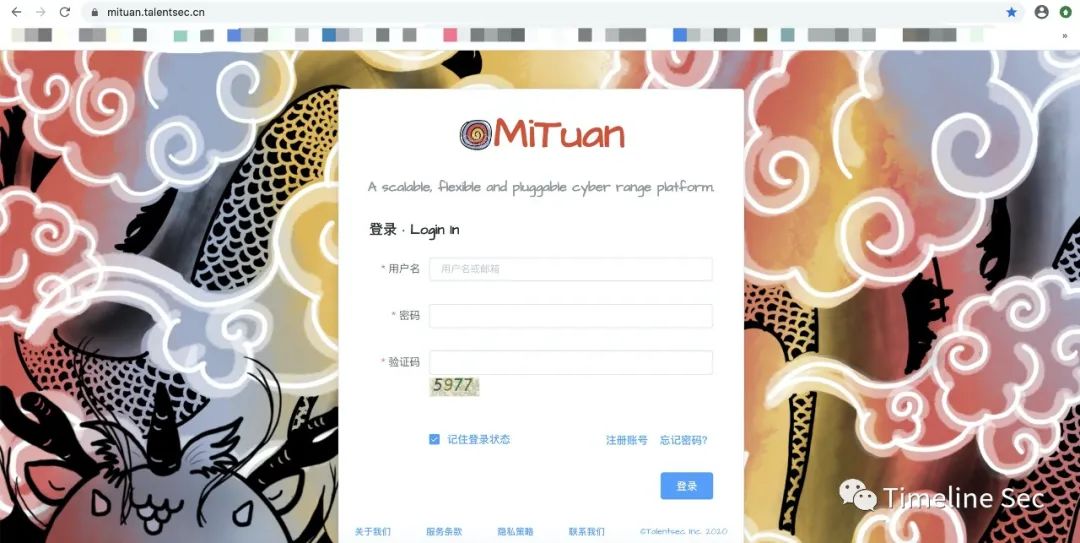 mituan.talentsec.cn
»
MiTuan
A scalable, flexible and pluggable cyber range platform.
登录 · Login In
* 用户名 用户名或邮箱
* 密码
* 验证码
5977
记住登录状态 注册账号 忘记密码?
登录
Timeline Sec
关于我们 服务条款 隐私策略 联系我们 ©Talentsec Inc. 2020